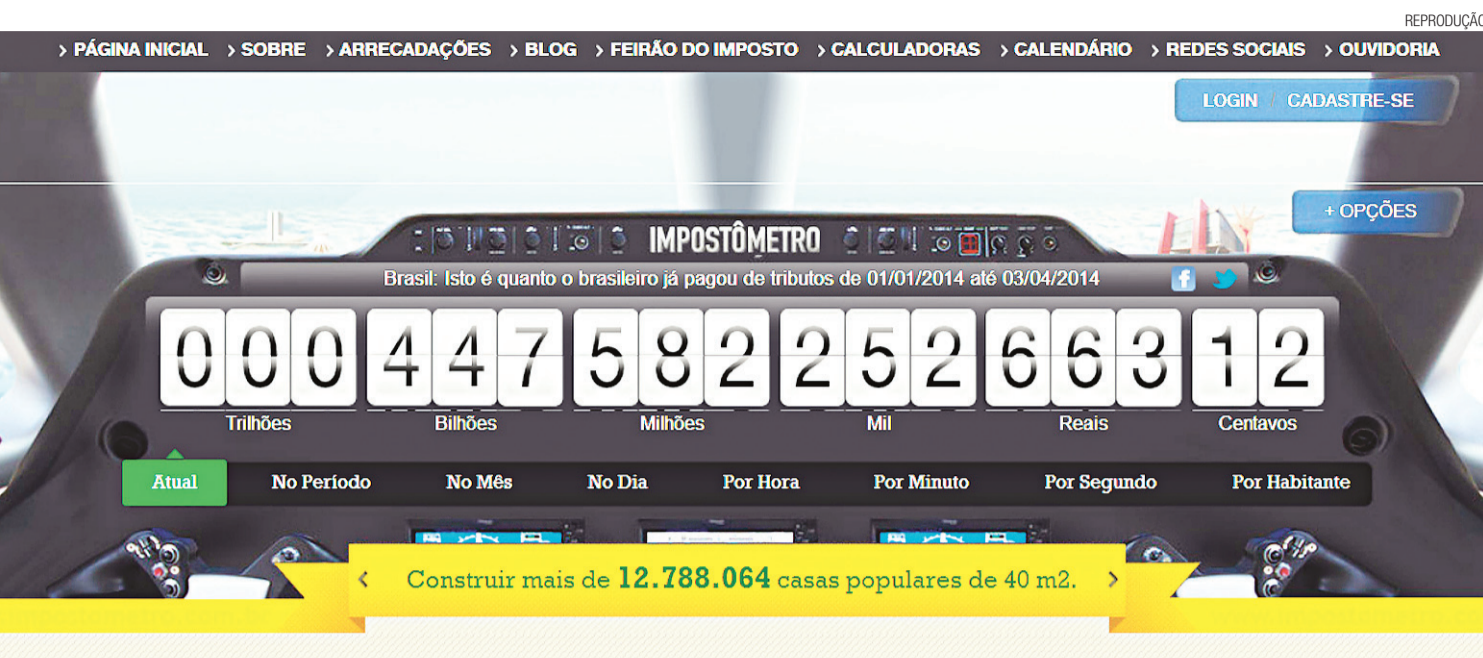 REPRODUÇÃO
> PÁGINA INICIAL > SOBRE > ARRECADAÇÕES > BLOG > FEIRÃO DO IMPOSTO > CALCULADORAS > CALENDÁRIO > REDES SOCIAIS > OUVIDORIA
LOGIN / CADASTRE-SE
+ OPÇÕES
IMPOSTÔMETRO
Brasil: Isto é quanto o brasileiro já pagou de tributos de 01/01/2014 até 03/04/2014
000 447 582 252 663 12
Trilhões Bilhões Milhões Mil Reais Centavos
Atual No Período No Mês No Dia Por Hora Por Minuto Por Segundo Por Habitante
< Construir mais de 12.788.064 casas populares de 40 m2. >